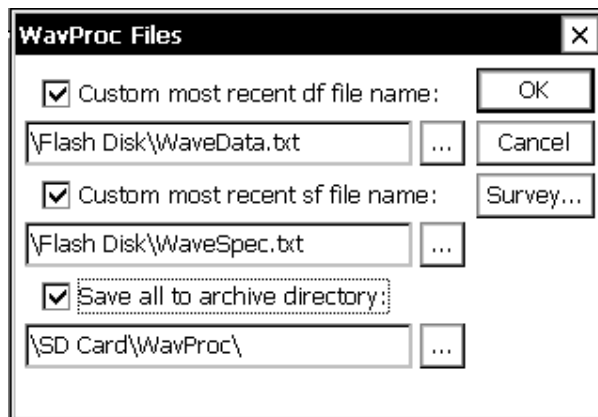 WavProc Files
Custom most recent df file name:
OK
\Flash Disk\WaveData.txt
...
Cancel
Custom most recent sf file name:
Survey...
\Flash Disk\WaveSpec.txt
...
Save all to archive directory:
\SD Card\WavProc\
...